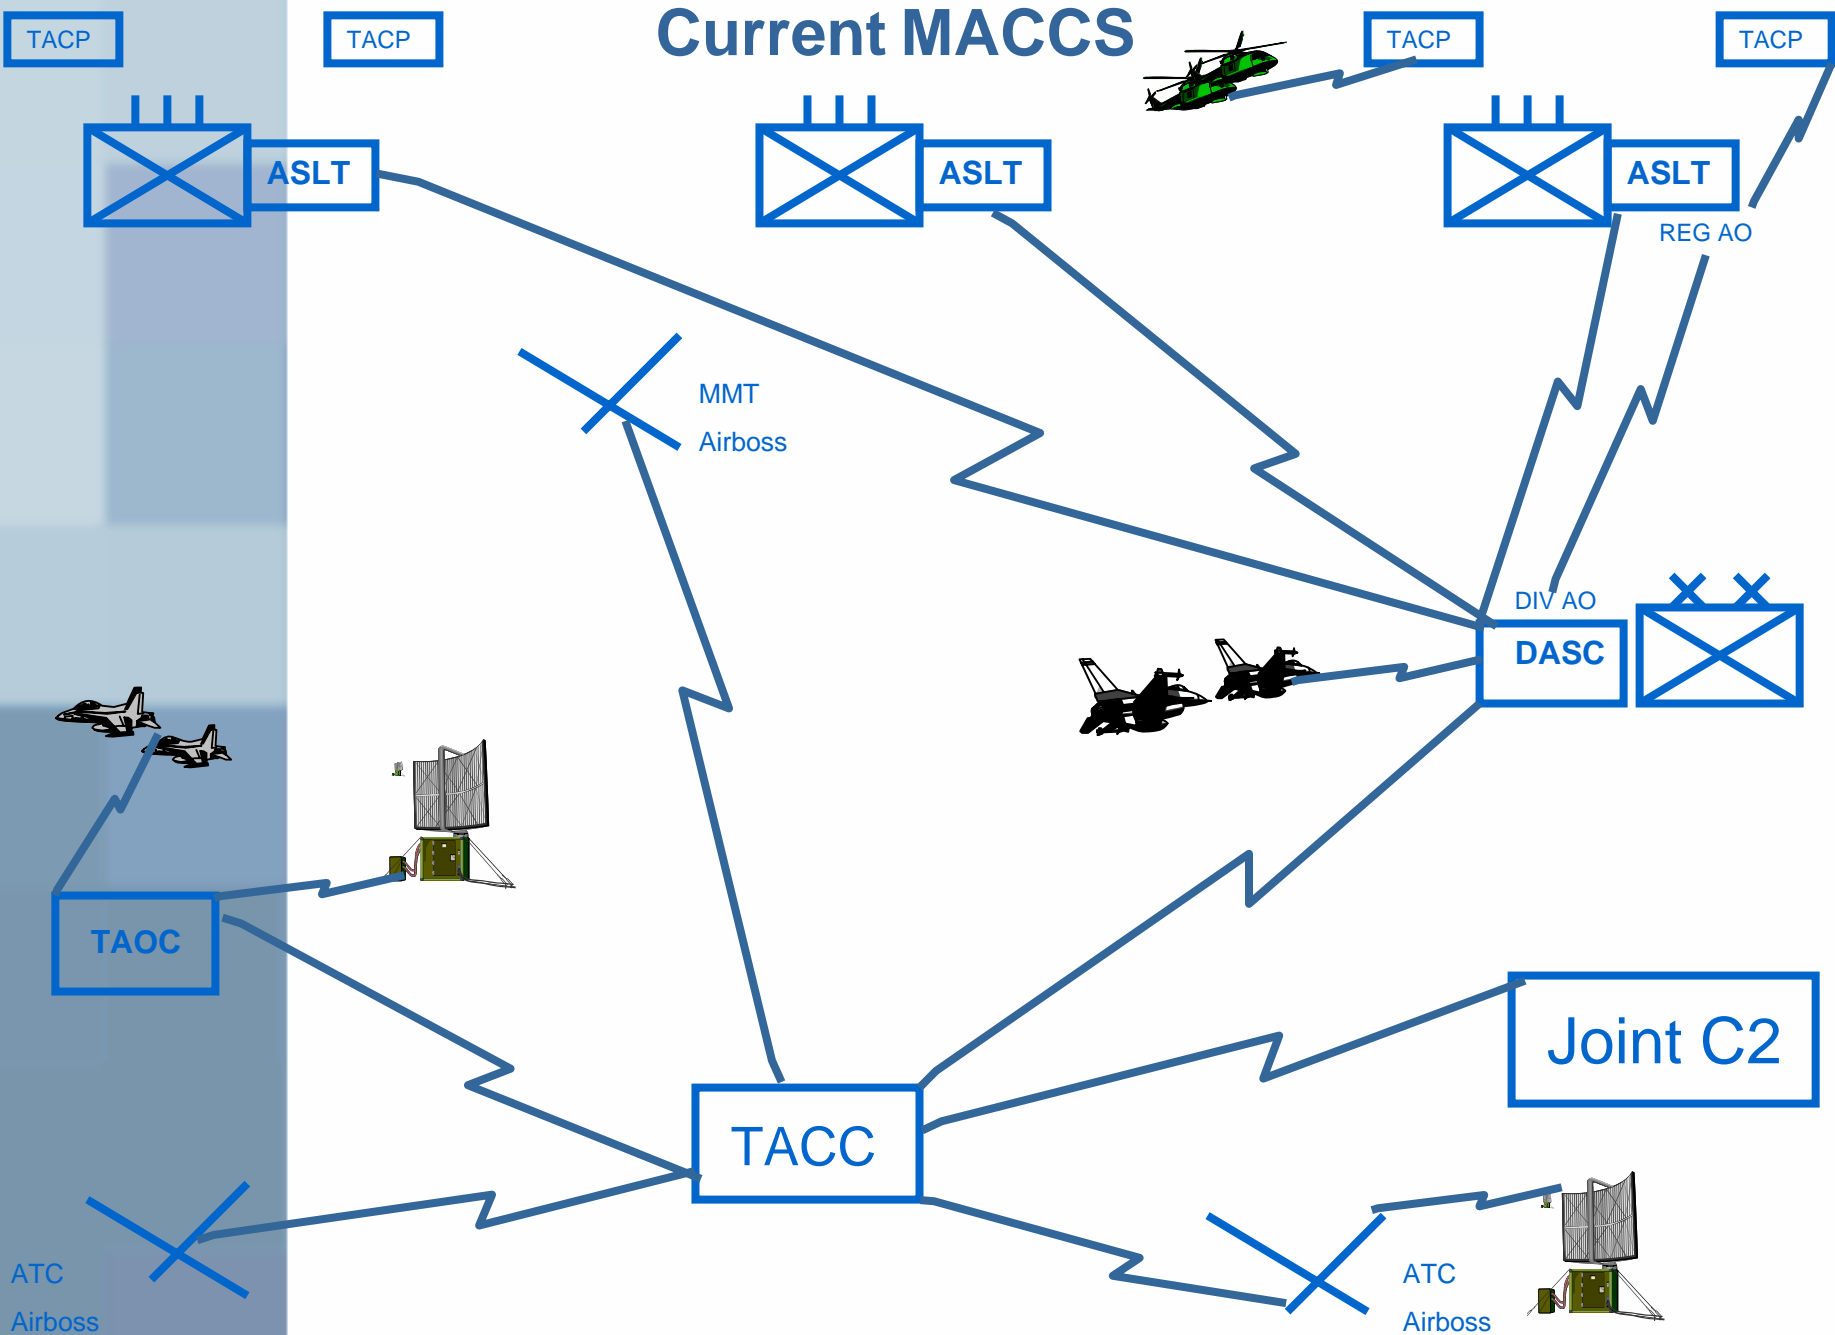 Current MACCS
TACP
TACP
TACP
TACP
ASLT
ASLT
ASLT
REG AO
MMT
Airboss
DIV AO
DASC
TAOC
Joint C2
TACC
ATC
Airboss
ATC
Airboss